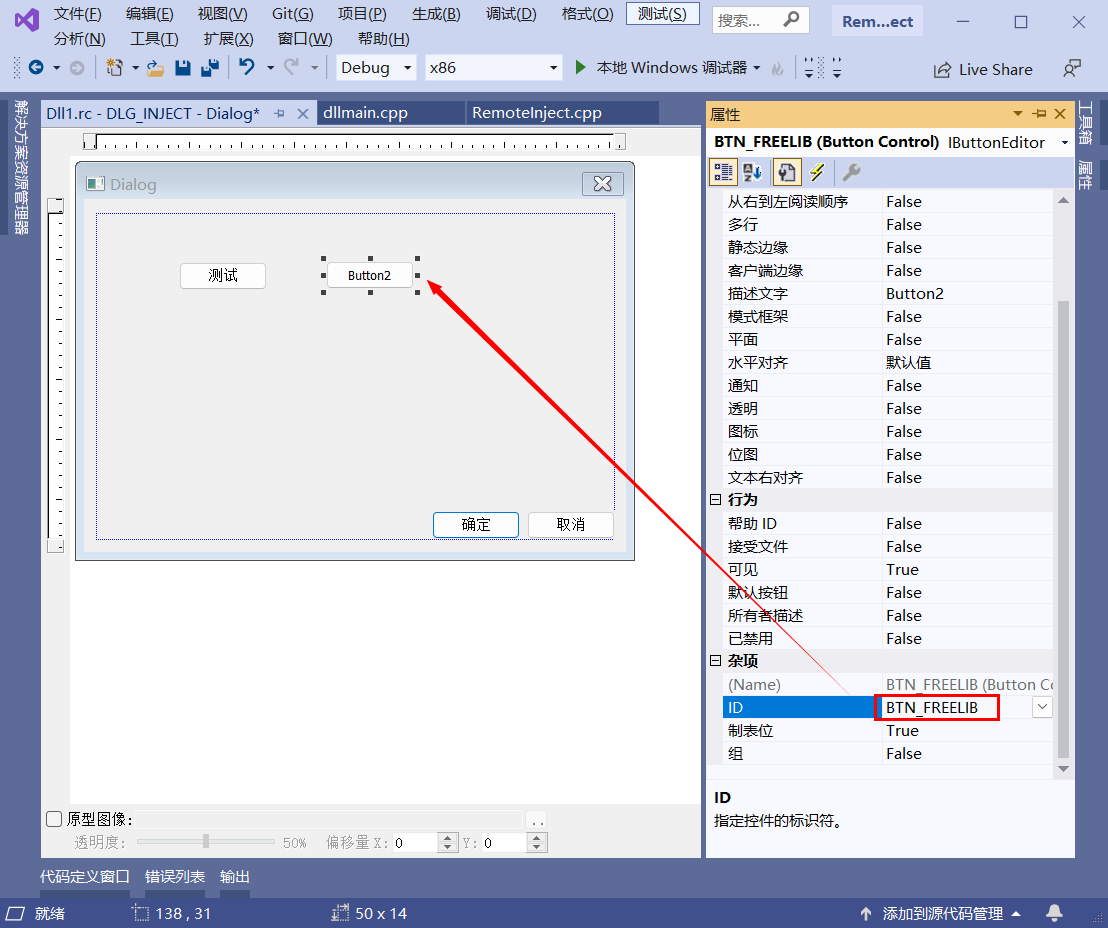 文件(F) 编辑(E) 视图(V) Git(G) 项目(P) 生成(B) 调试(D) 格式(O) 测试(S) 搜索... Rem...ect
分析(N) 工具(T) 扩展(X) 窗口(W) 帮助(H)
Debug x86 本地 Windows 调试器 Live Share
解决方案资源管理器
Dll1.rc - DLG_INJECT - Dialog* dllmain.cpp RemoteInject.cpp
Dialog
测试 Button2
确定 取消
原型图像: ..
透明度: 50% 偏移量 X: 0 Y: 0
属性
BTN_FREELIB (Button Control) IButtonEditor
从右到左阅读顺序 False
多行 False
静态边缘 False
客户端边缘 False
描述文字 Button2
模式框架 False
平面 False
水平对齐 默认值
通知 False
透明 False
图标 False
位图 False
文本右对齐 False
行为
帮助 ID False
接受文件 False
可见 True
默认按钮 False
所有者描述 False
已禁用 False
杂项
(Name) BTN_FREELIB (Button Co
ID BTN_FREELIB
制表位 True
组 False
ID
指定控件的标识符。
工具箱
属性
代码定义窗口 错误列表 输出
就绪 138 , 31 50 x 14 添加到源代码管理